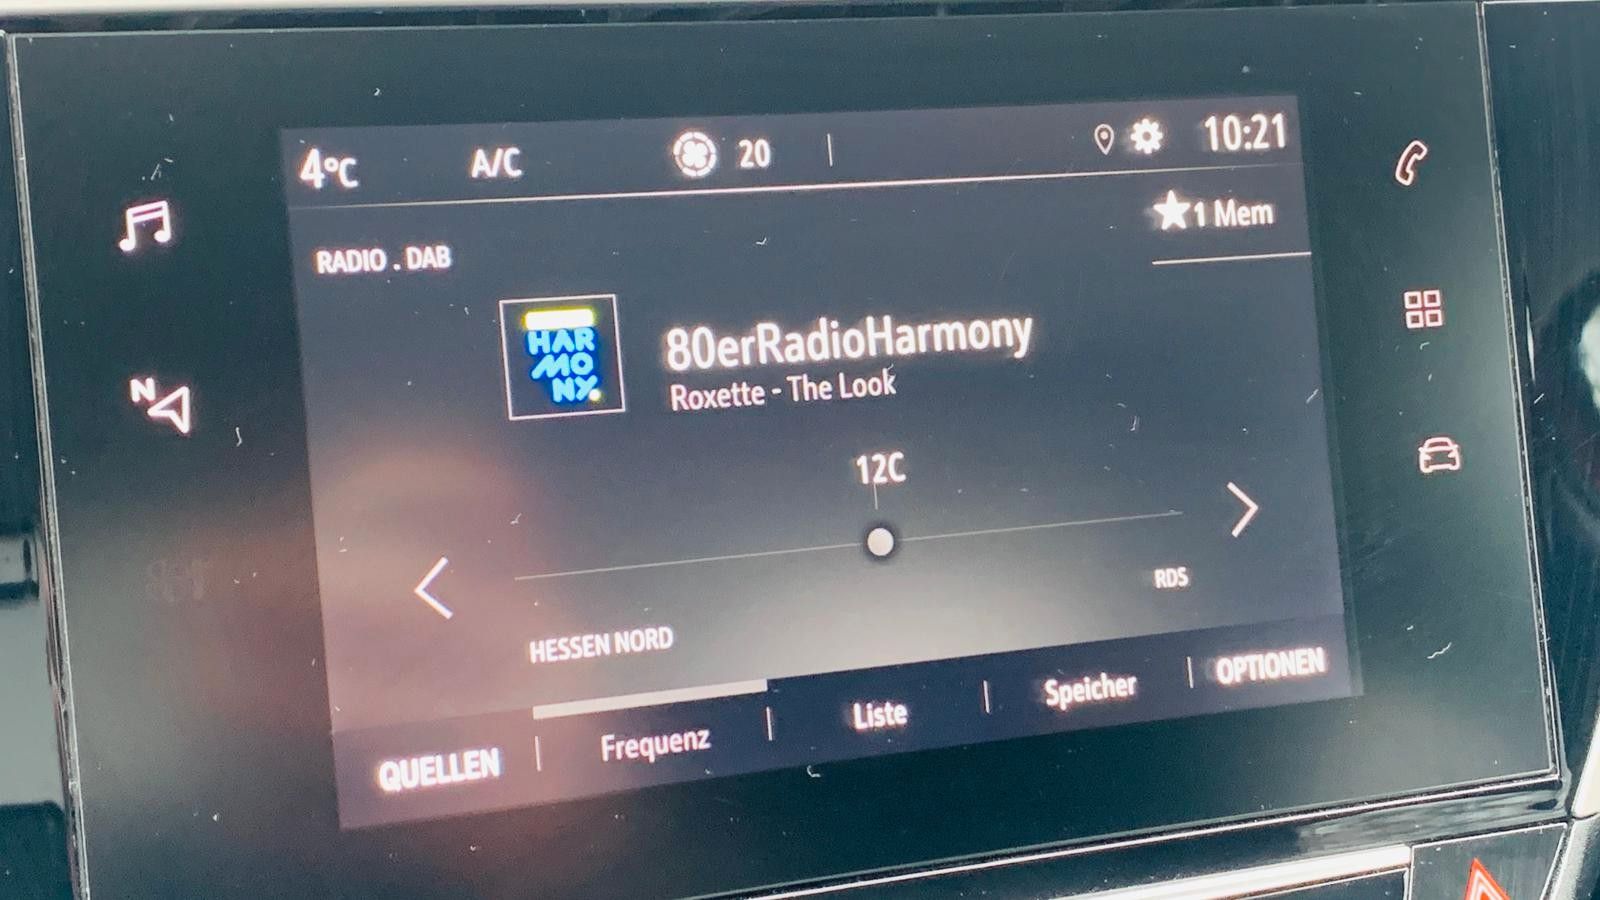 4°C A/C 20 10:21
★1 Mem
RADIO . DAB
HAR
MO
NY.
80erRadioHarmony
Roxette - The Look
12C
RDS
HESSEN NORD
QUELLEN Frequenz Liste Speicher OPTIONEN
N